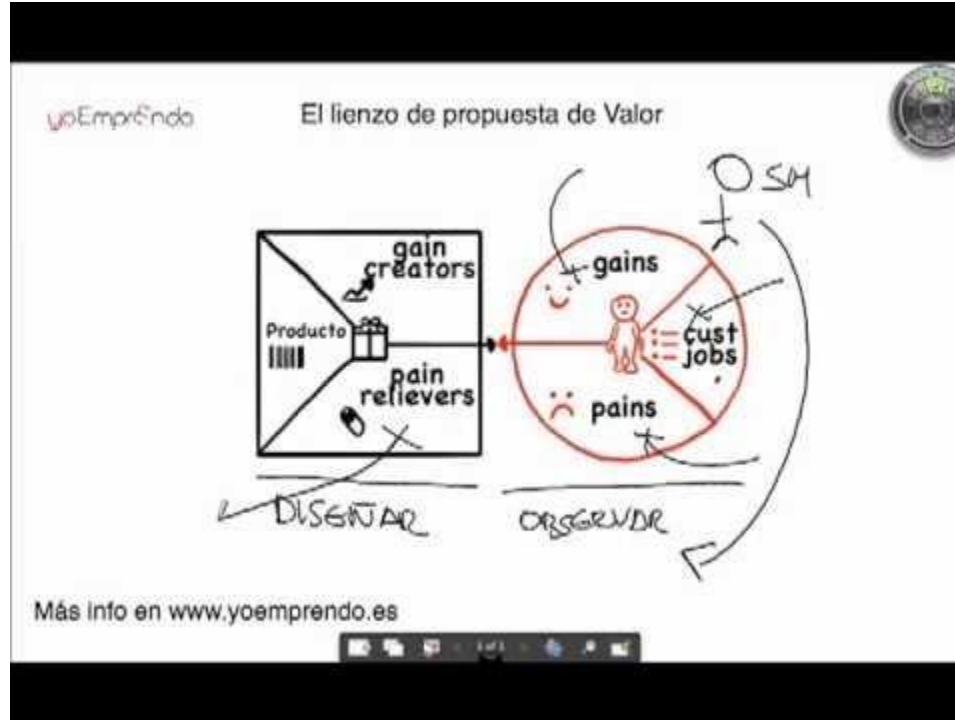 yoEmprendo
El lienzo de propuesta de Valor
gain
creators
Producto
pain
relievers
gains
cust
jobs
pains
DISEÑAR
OBSERVAR
Más info en www.yoemprendo.es